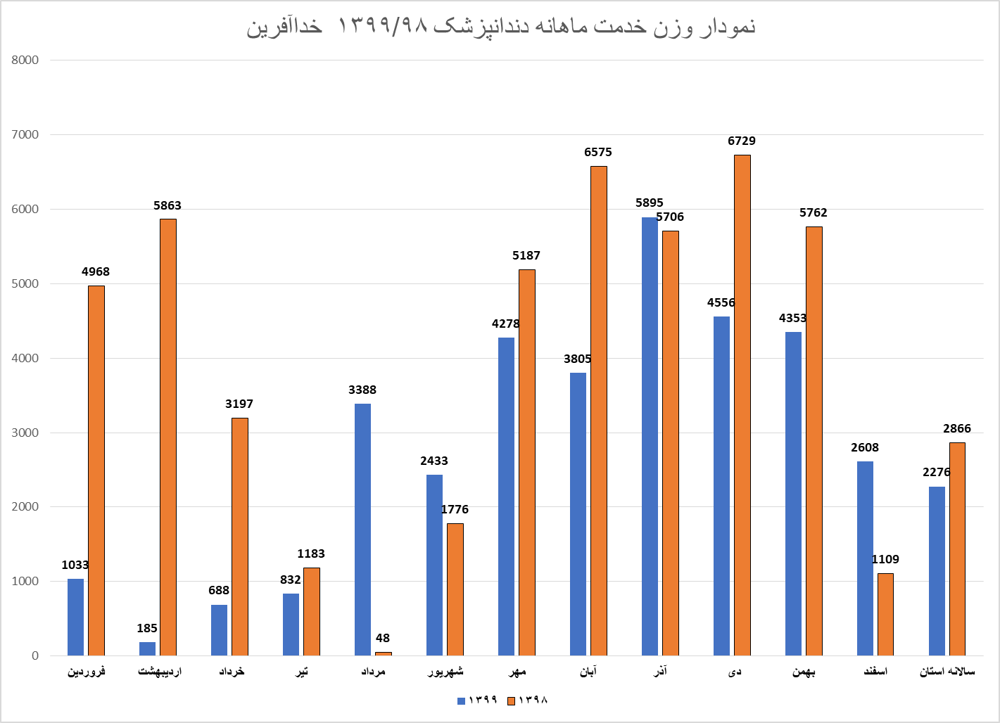 نمودار وزن خدمت ماهانه دندانپزشک ۱۳۹۹/۹۸ خداآفرین
8000
7000
6000
5000
4000
3000
2000
1000
0
1033 4968
185 5863
688 3197
832 1183
3388 48
2433 1776
4278 5187
3805 6575
5895 5706
4556 6729
4353 5762
2608 1109
2276 2866
فروردین
اردیبهشت
خرداد
تیر
مرداد
شهریور
مهر
آبان
آذر
دی
بهمن
اسفند
سالانه استان
۱۳۹۹
۱۳۹۸